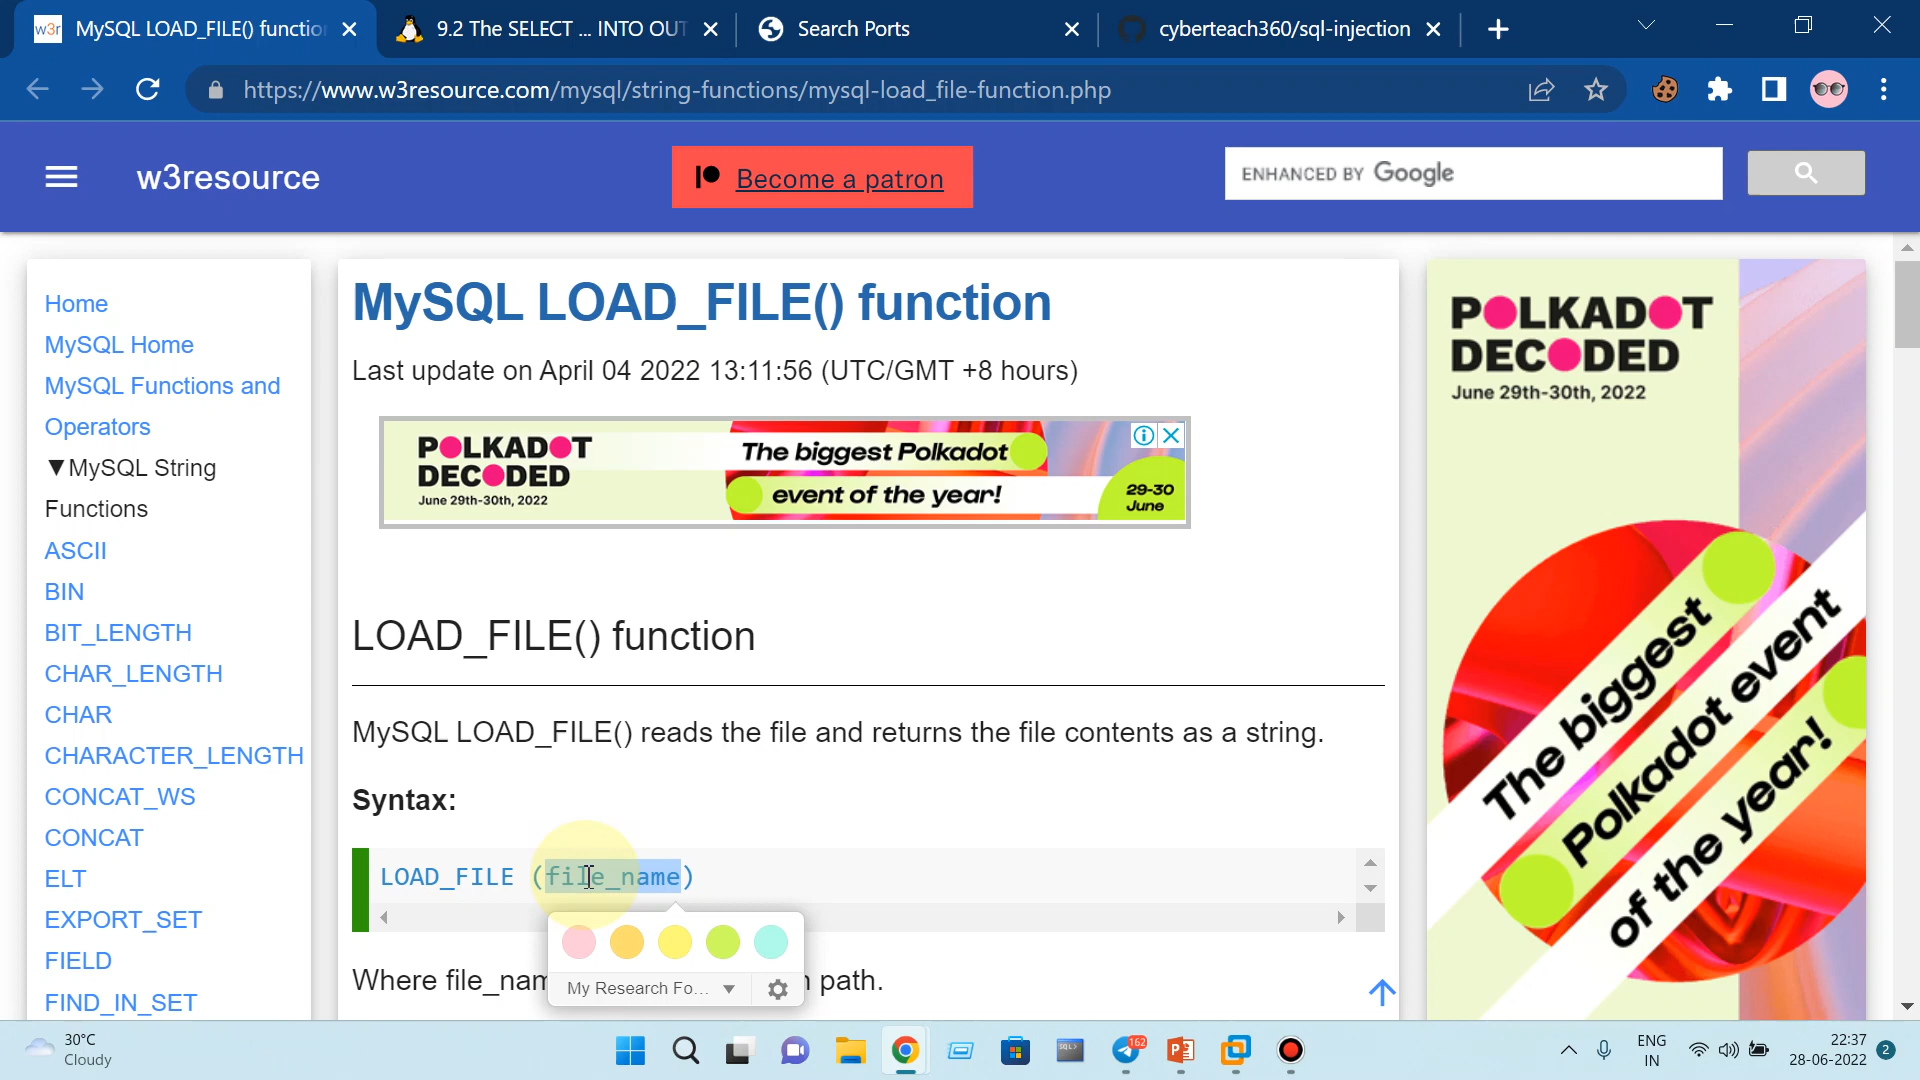 w3r MySQL LOAD_FILE() functio
9.2 The SELECT ... INTO OUT
Search Ports
cyberteach360/sql-injection
https://www.w3resource.com/mysql/string-functions/mysql-load_file-function.php
w3resource
Become a patron
ENHANCED BY Google
Home
MySQL Home
MySQL Functions and
Operators
▼MySQL String
Functions
ASCII
BIN
BIT_LENGTH
CHAR_LENGTH
CHAR
CHARACTER_LENGTH
CONCAT_WS
CONCAT
ELT
EXPORT_SET
FIELD
FIND_IN_SET
MySQL LOAD_FILE() function
Last update on April 04 2022 13:11:56 (UTC/GMT +8 hours)
POLKADOT
DECODED
June 29th-30th, 2022
The biggest Polkadot
event of the year!
29-30
June
LOAD_FILE() function
MySQL LOAD_FILE() reads the file and returns the file contents as a string.
Syntax:
LOAD_FILE (file_name)
My Research Fo...
Where file_nam
path.
POLKADOT
DECODED
June 29th-30th, 2022
The biggest
Polkadot event
of the year!
30°C
Cloudy
SQL>
162
ENG
IN
22:37
28-06-2022
2